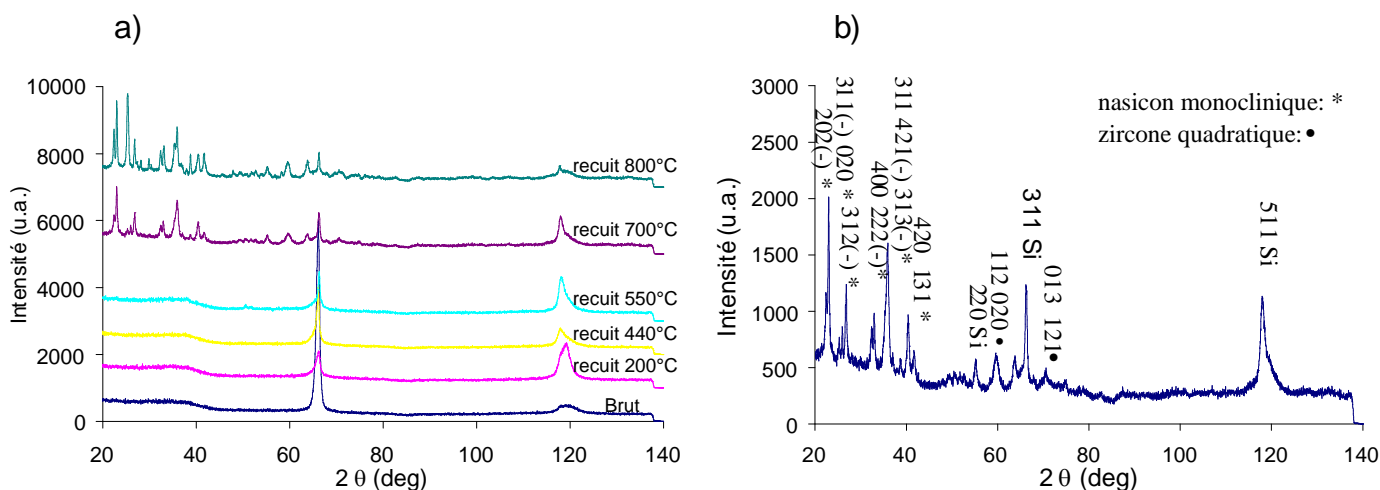 a)
Intensité (u.a.)
10000
8000
6000
4000
2000
0
recuit 800°C
recuit 700°C
recuit 550°C
recuit 440°C
recuit 200°C
Brut
20 40 60 80 100 120 140
2 θ (deg)
b)
Intensité (u.a.)
3000
2500
2000
1500
1000
500
0
nasicon monoclinique: *
zircone quadratique: •
202(-) *
311(-) 020 *
312(-) *
400 222(-) *
311 421(-) 313(-) *
420 131 *
220 Si
112 020 •
311 Si
013 121 •
511 Si
20 40 60 80 100 120 140
2 θ (deg)